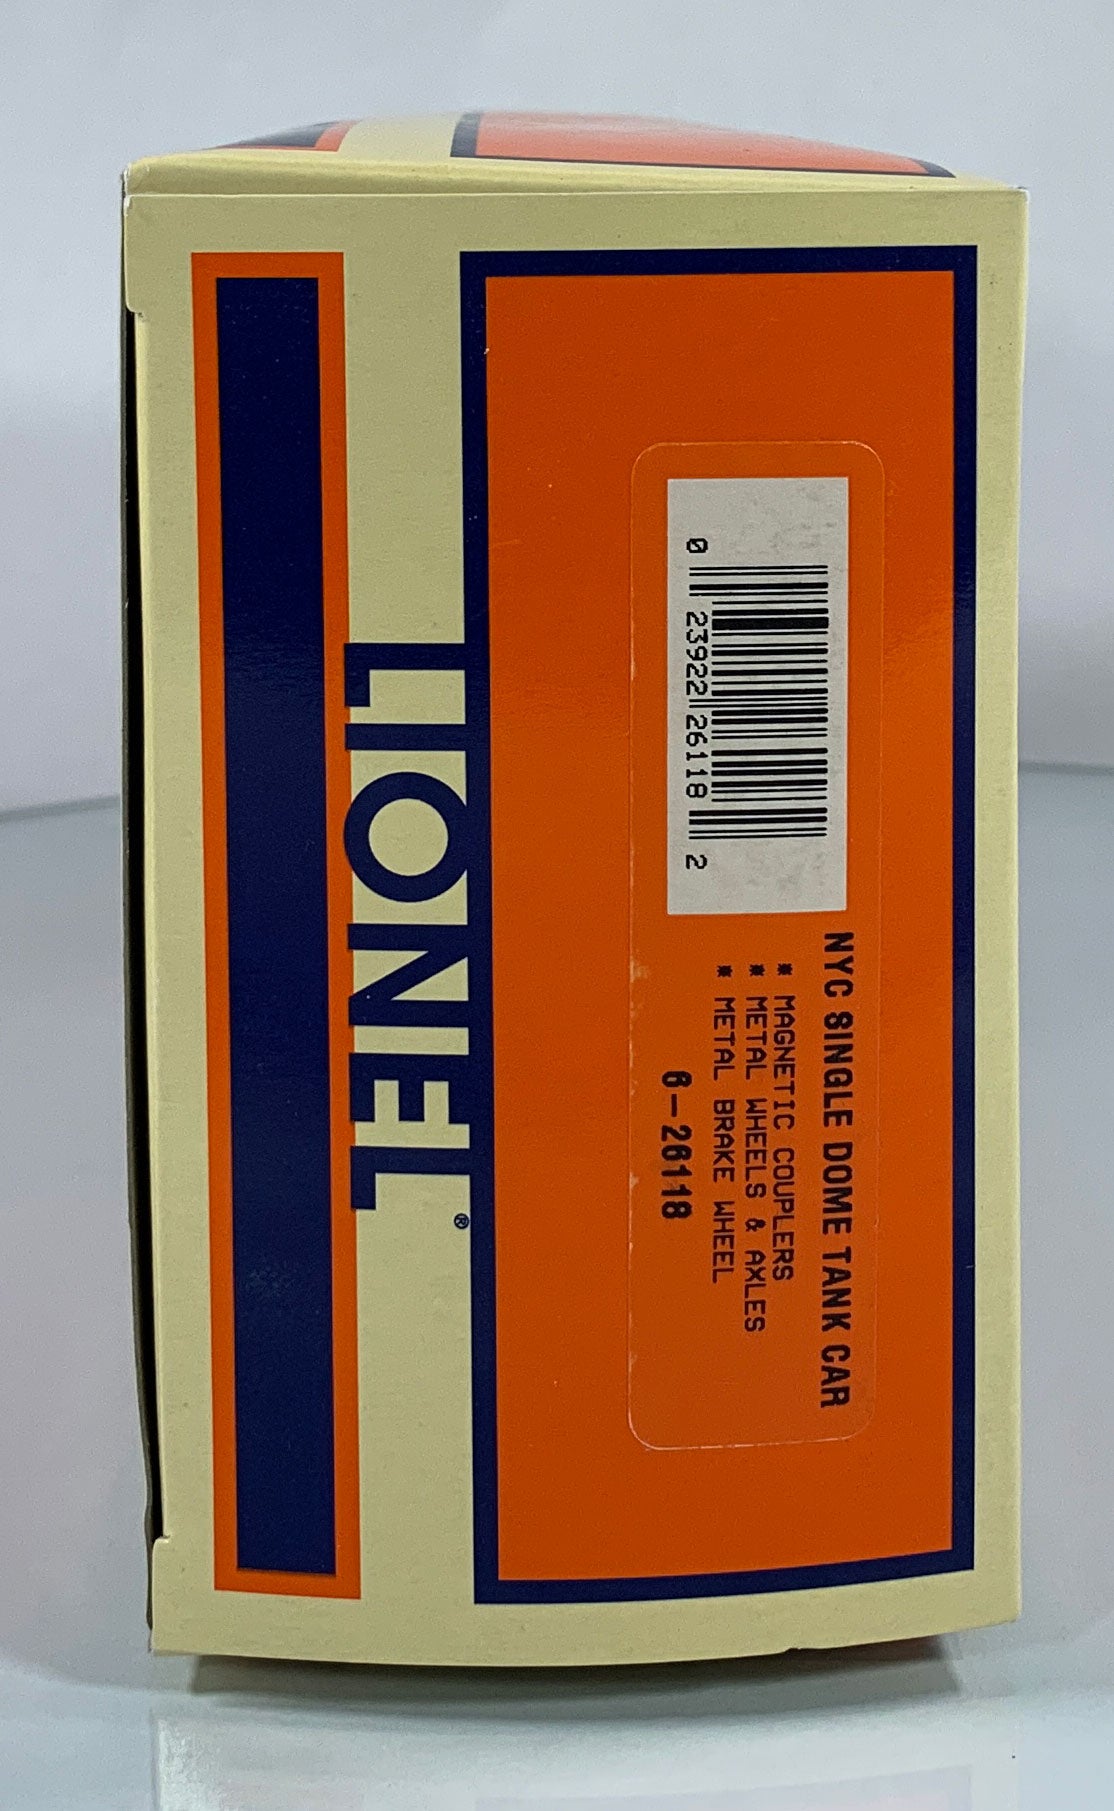 LIONEL®
0 23922 26118 2
NYC SINGLE DOME TANK CAR
* MAGNETIC COUPLERS
* METAL WHEELS & AXLES
* METAL BRAKE WHEEL
6-26118